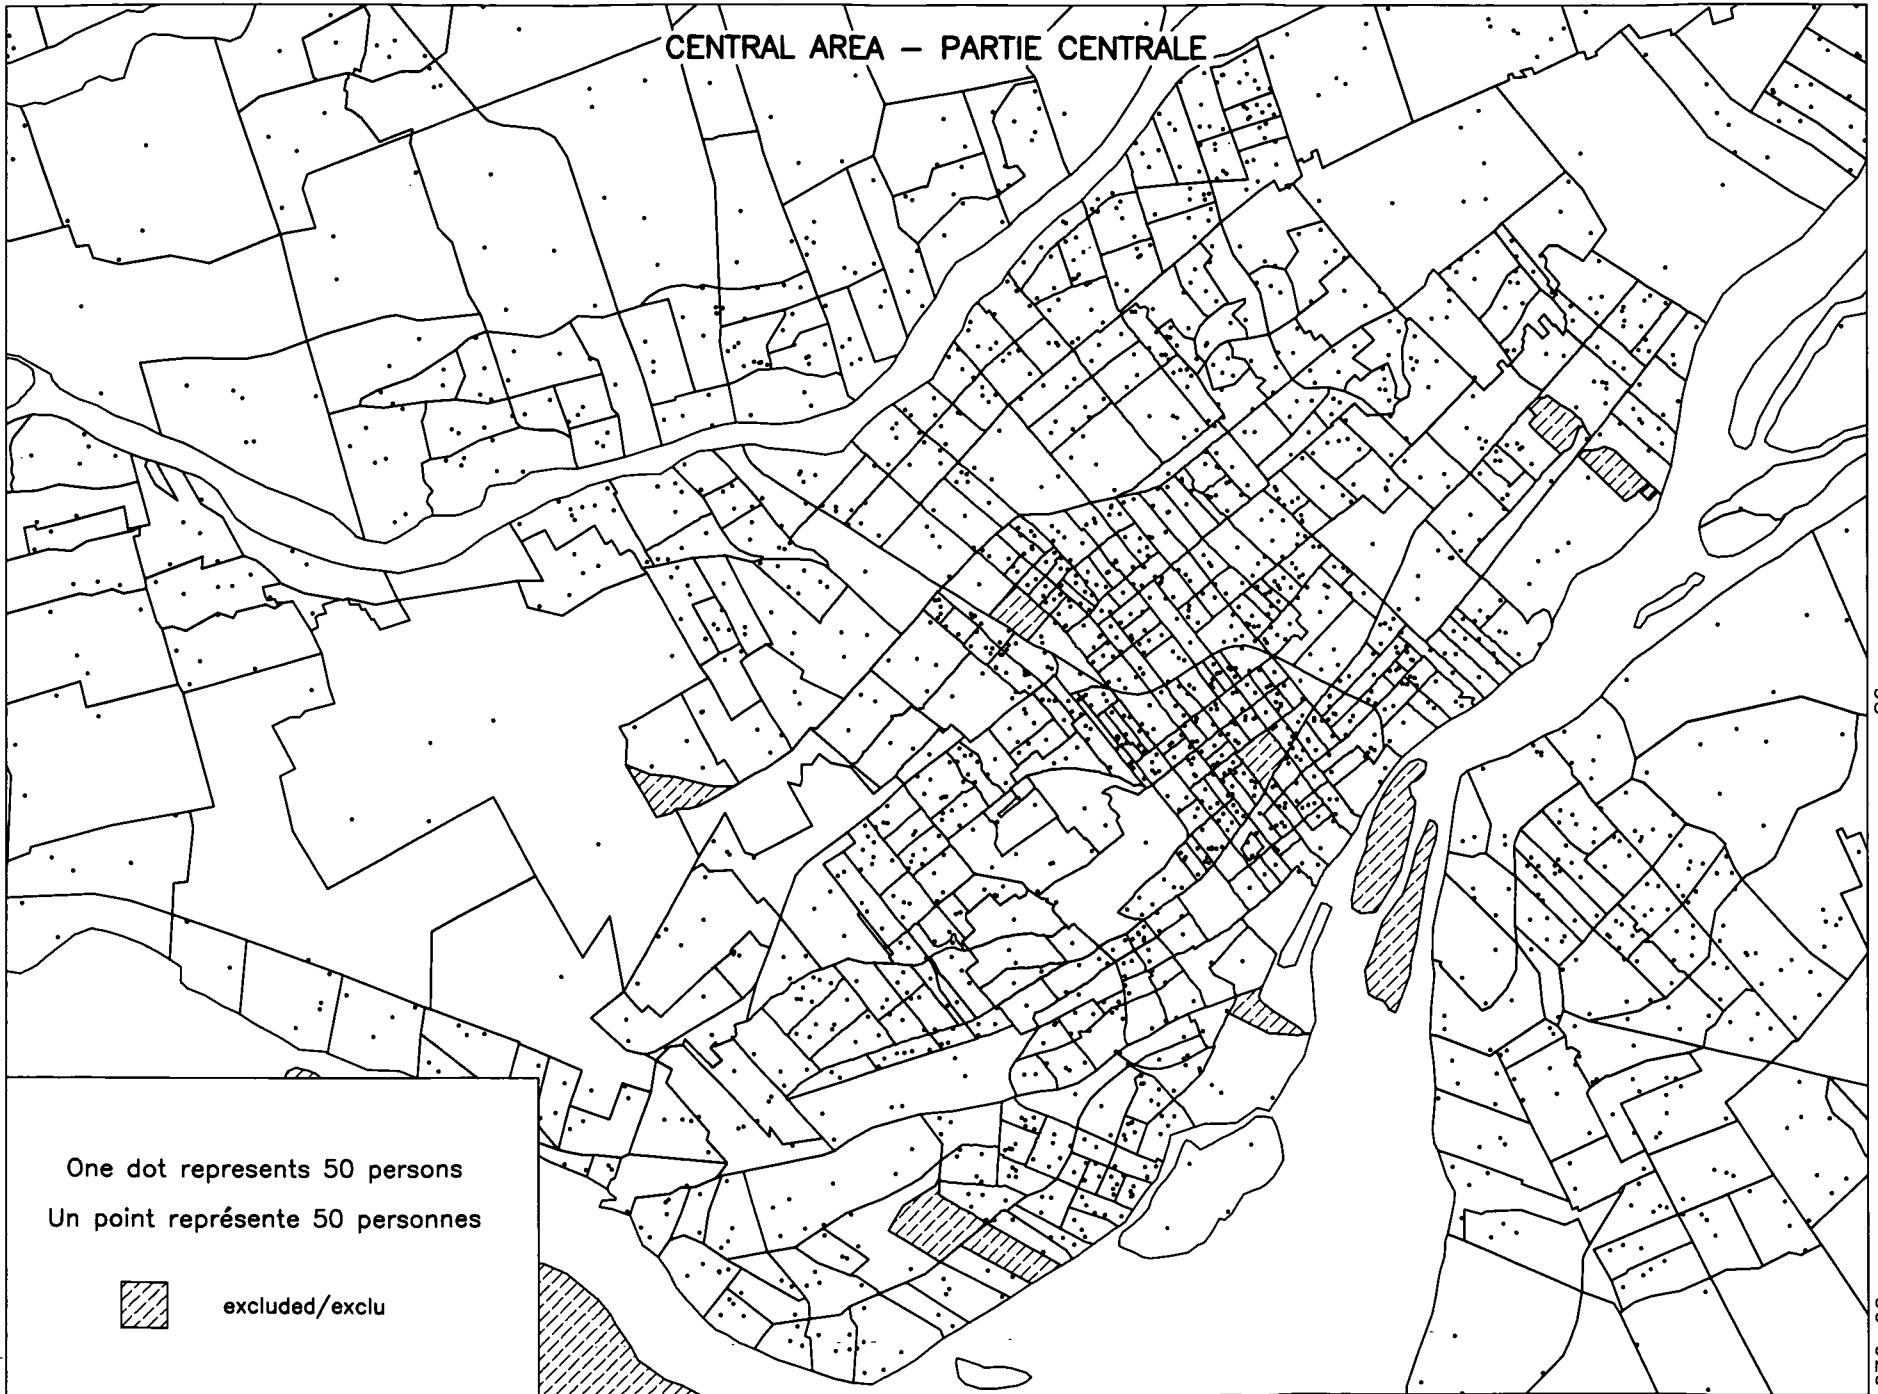 CENTRAL AREA – PARTIE CENTRALE
One dot represents 50 persons
Un point représente 50 personnes
excluded/exclu